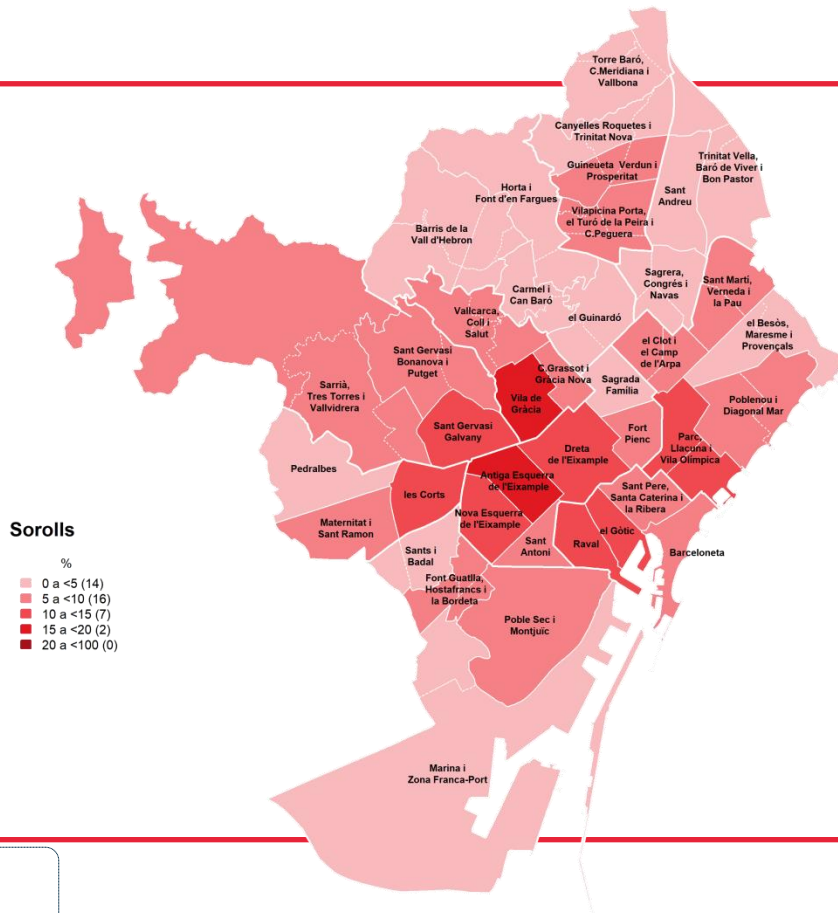 Torre Baró,
C.Meridiana i
Vallbona
Canyelles Roquetes i
Trinitat Nova
Guineueta Verdun i
Prosperitat
Trinitat Vella,
Baró de Viver i
Bon Pastor
Sant
Andreu
Horta i
Font d'en Fargues
Vilapicina Porta,
el Turó de la Peira i
C.Peguera
Barris de la
Vall d'Hebron
Sagrera,
Congrés i
Navas
Sant Martí,
Verneda i
la Pau
Carmel i
Can Baró
Vallcarca,
Coll i
Salut
el Guinardó
el Besòs,
Maresme i
Provençals
el Clot i
el Camp
de l'Arpa
Sant Gervasi
Bonanova i
Putget
C.Grassot i
Gràcia Nova
Sagrada
Família
Sarrià,
Tres Torres i
Vallvidrera
Vila de
Gràcia
Poblenou i
Diagonal Mar
Sant Gervasi
Galvany
Fort
Pienc
Parc,
Llacuna i
Vila Olímpica
Dreta
de l'Eixample
Pedralbes
Antiga Esquerra
de l'Eixample
Sant Pere,
Santa Caterina i
la Ribera
les Corts
Maternitat i
Sant Ramon
Nova Esquerra
de l'Eixample
el Gòtic
Sant
Antoni
Raval
Barceloneta
Sants i
Badal
Font Guatlla,
Hostafrancs i
la Bordeta
Poble Sec i
Montjuïc
Marina i
Zona Franca-Port
Sorolls
%
0 a <5 (14)
5 a <10 (16)
10 a <15 (7)
15 a <20 (2)
20 a <100 (0)